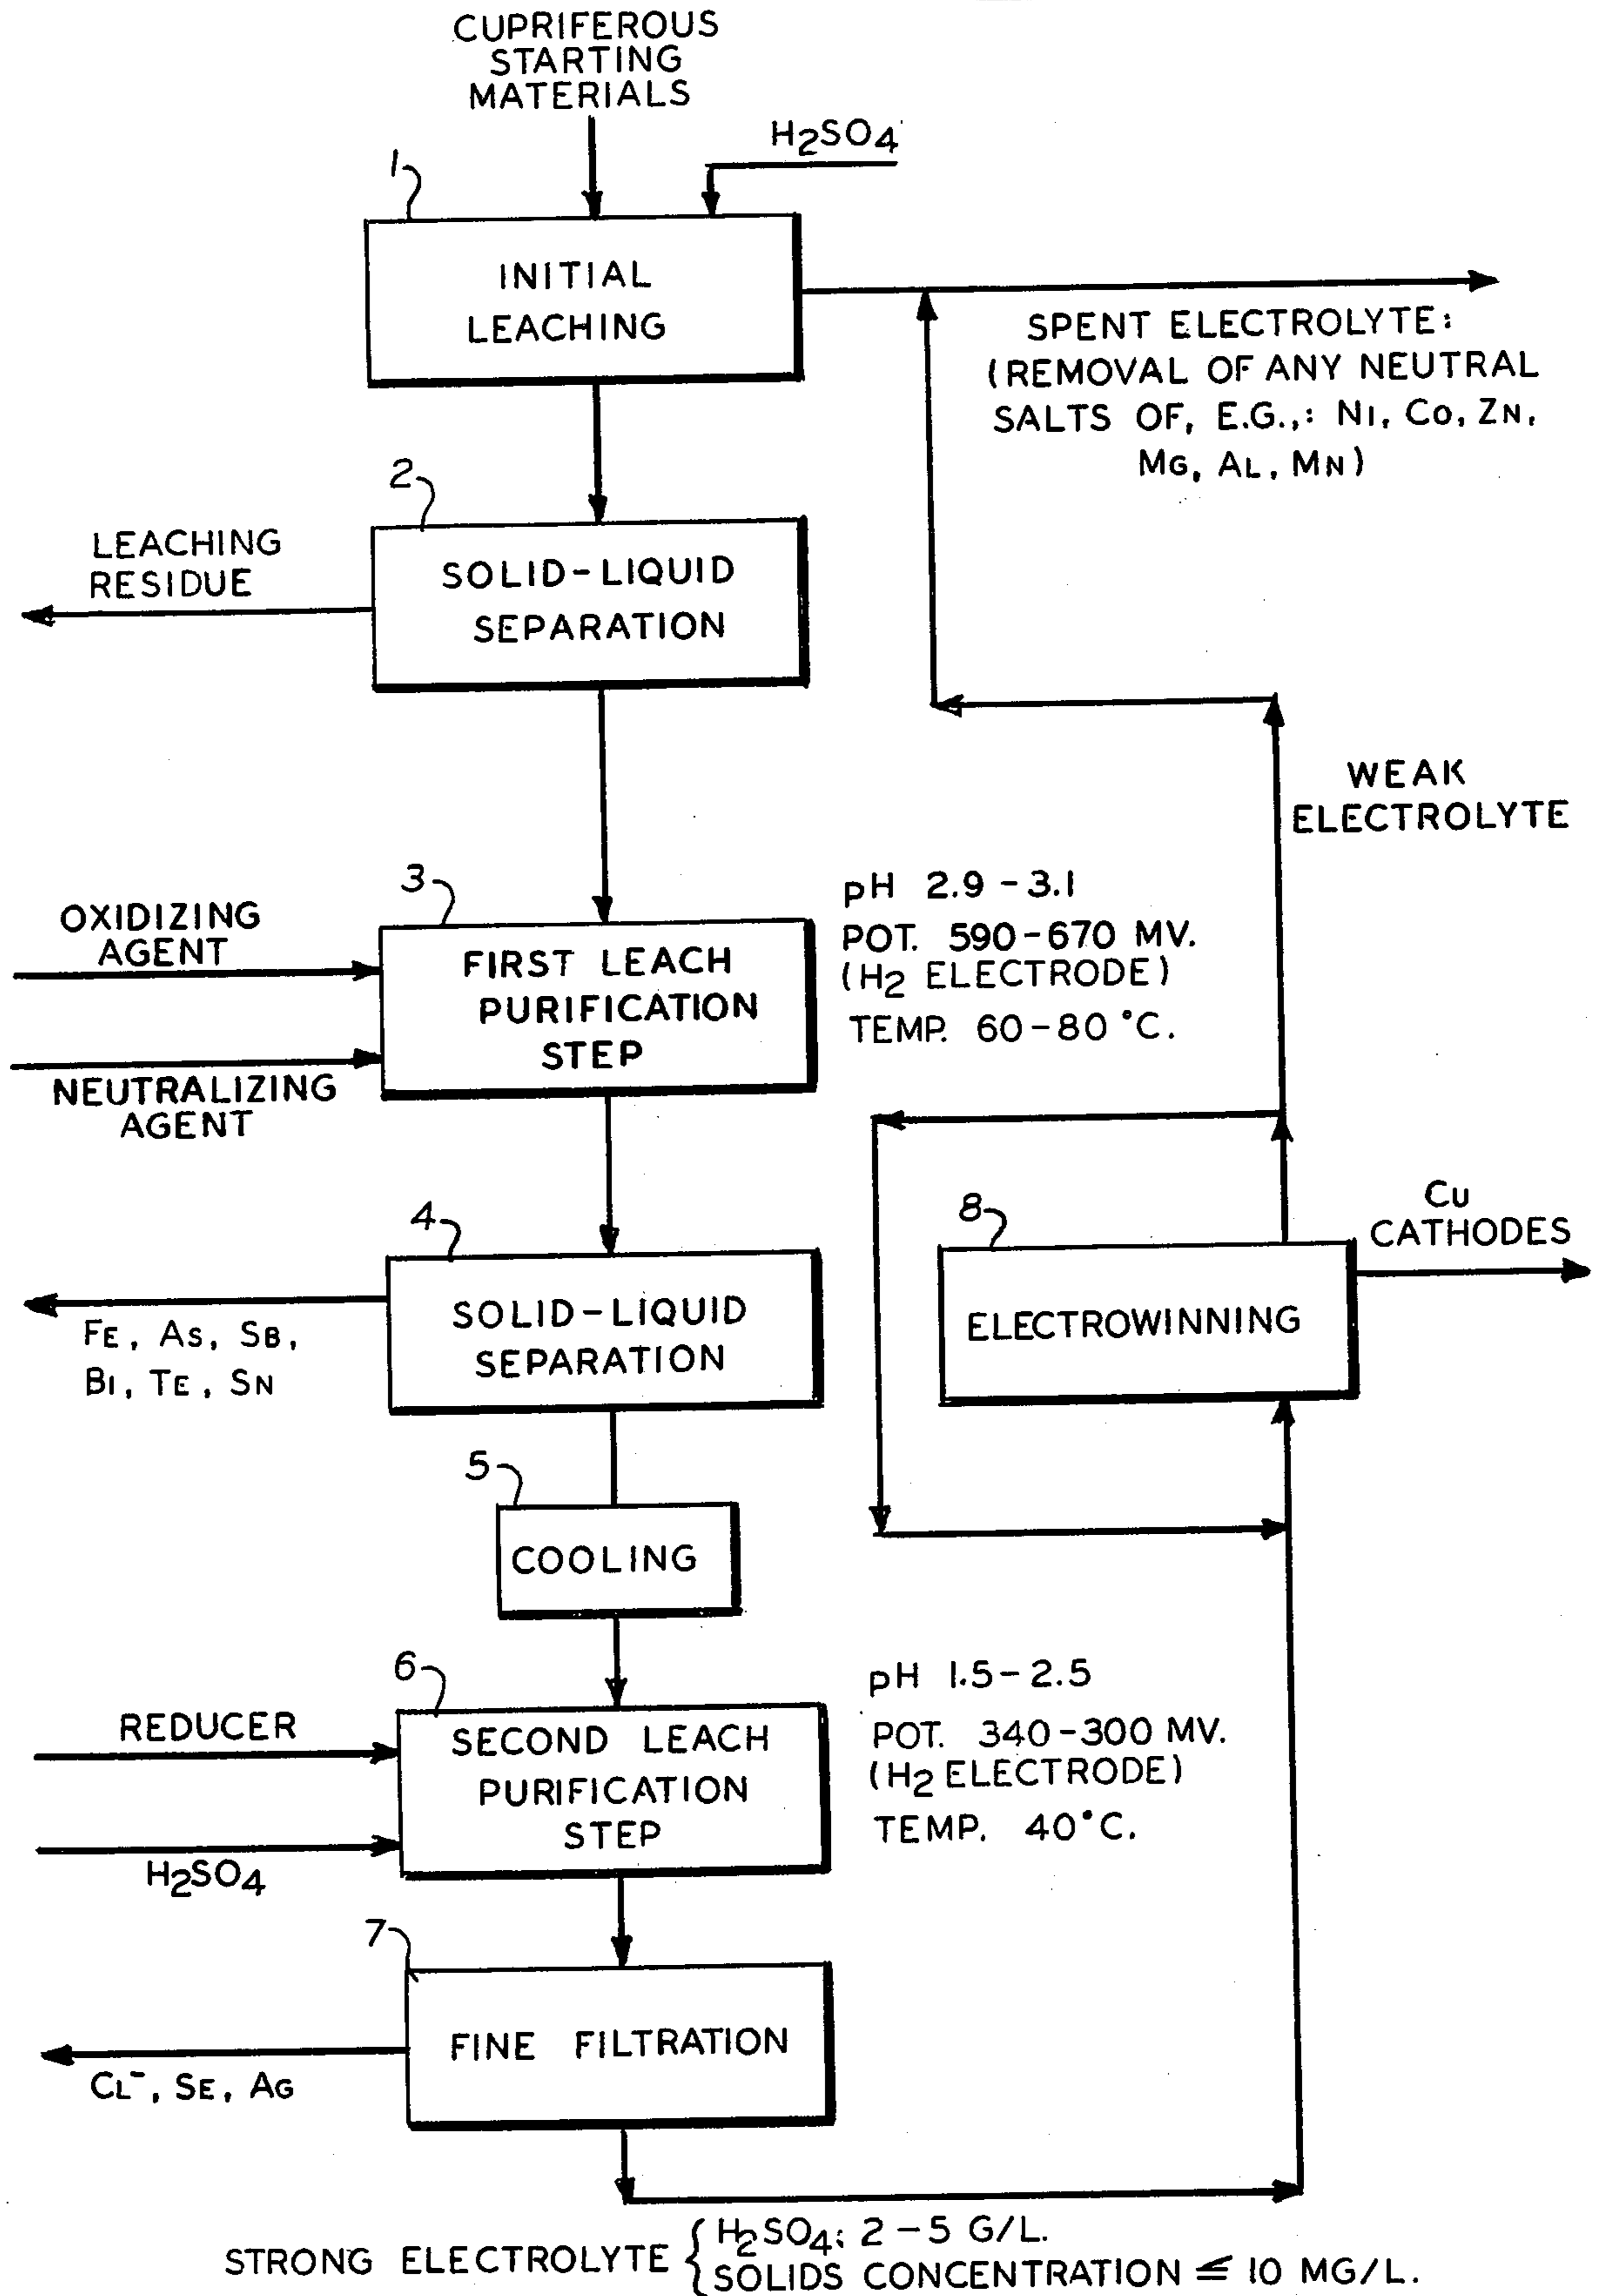 CUPRIFEROUS
STARTING
MATERIALS
H2SO4
1
INITIAL
LEACHING
SPENT ELECTROLYTE:
(REMOVAL OF ANY NEUTRAL
SALTS OF, E.G.,: NI, CO, ZN,
MG, AL, MN)
2
LEACHING
RESIDUE
SOLID-LIQUID
SEPARATION
WEAK
ELECTROLYTE
3
OXIDIZING
AGENT
NEUTRALIZING
AGENT
FIRST LEACH
PURIFICATION
STEP
pH 2.9-3.1
POT. 590-670 MV.
(H2 ELECTRODE)
TEMP. 60-80 °C.
4
FE, AS, SB,
BI, TE, SN
SOLID-LIQUID
SEPARATION
8
ELECTROWINNING
Cu
CATHODES
5
COOLING
6
REDUCER
H2SO4
SECOND LEACH
PURIFICATION
STEP
pH 1.5-2.5
POT. 340-300 MV.
(H2 ELECTRODE)
TEMP. 40°C.
7
FINE FILTRATION
CL-, SE, AG
STRONG ELECTROLYTE { H2SO4: 2-5 G/L.
SOLIDS CONCENTRATION ≤ 10 MG/L.